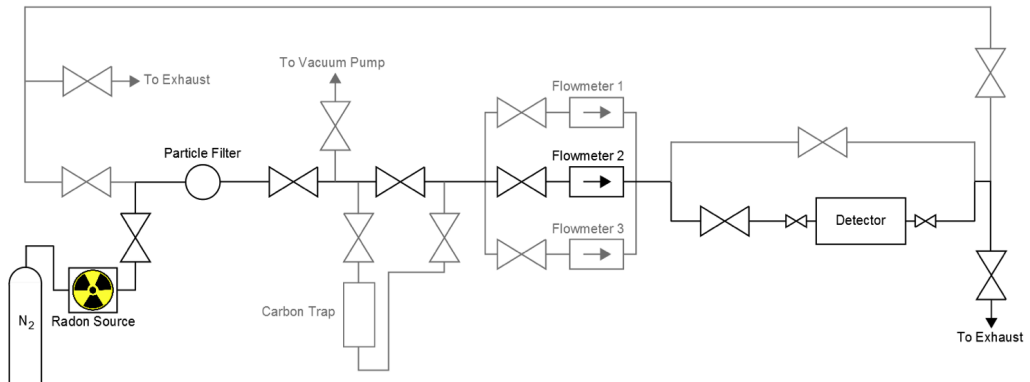 To Vacuum Pump
Flowmeter 1
To Exhaust
Particle Filter
Flowmeter 2
Detector
Flowmeter 3
Carbon Trap
N2
Radon Source
To Exhaust